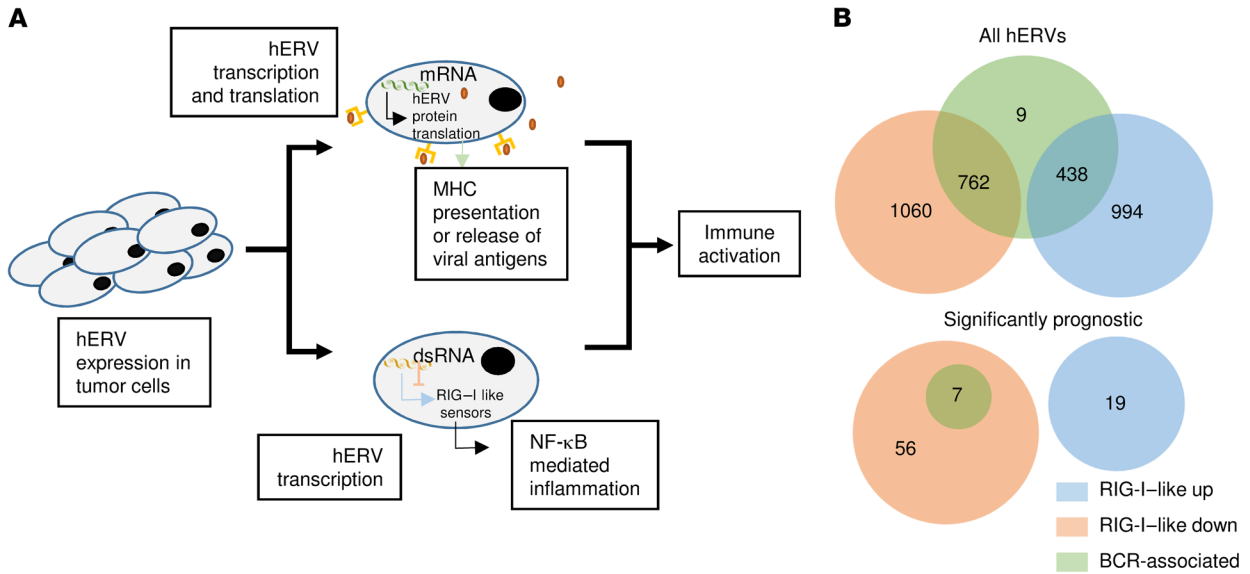 A
hERV
transcription
and translation
mRNA
hERV
protein
translation
MHC
presentation
or release of
viral antigens
Immune
activation
hERV
expression in
tumor cells
dsRNA
RIG–I like
sensors
hERV
transcription
NF-κB
mediated
inflammation
B
All hERVs
9
762
438
1060
994
Significantly prognostic
7
56
19
RIG-I–like up
RIG-I–like down
BCR-associated